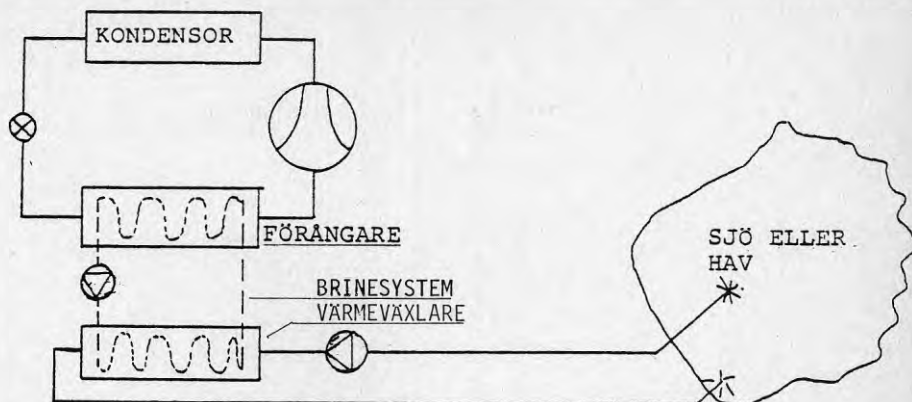 KONDENSOR
FÖRÅNGARE
SJÖ ELLER
HAV
BRINESYSTEM
VÄRMEVÄXLARE